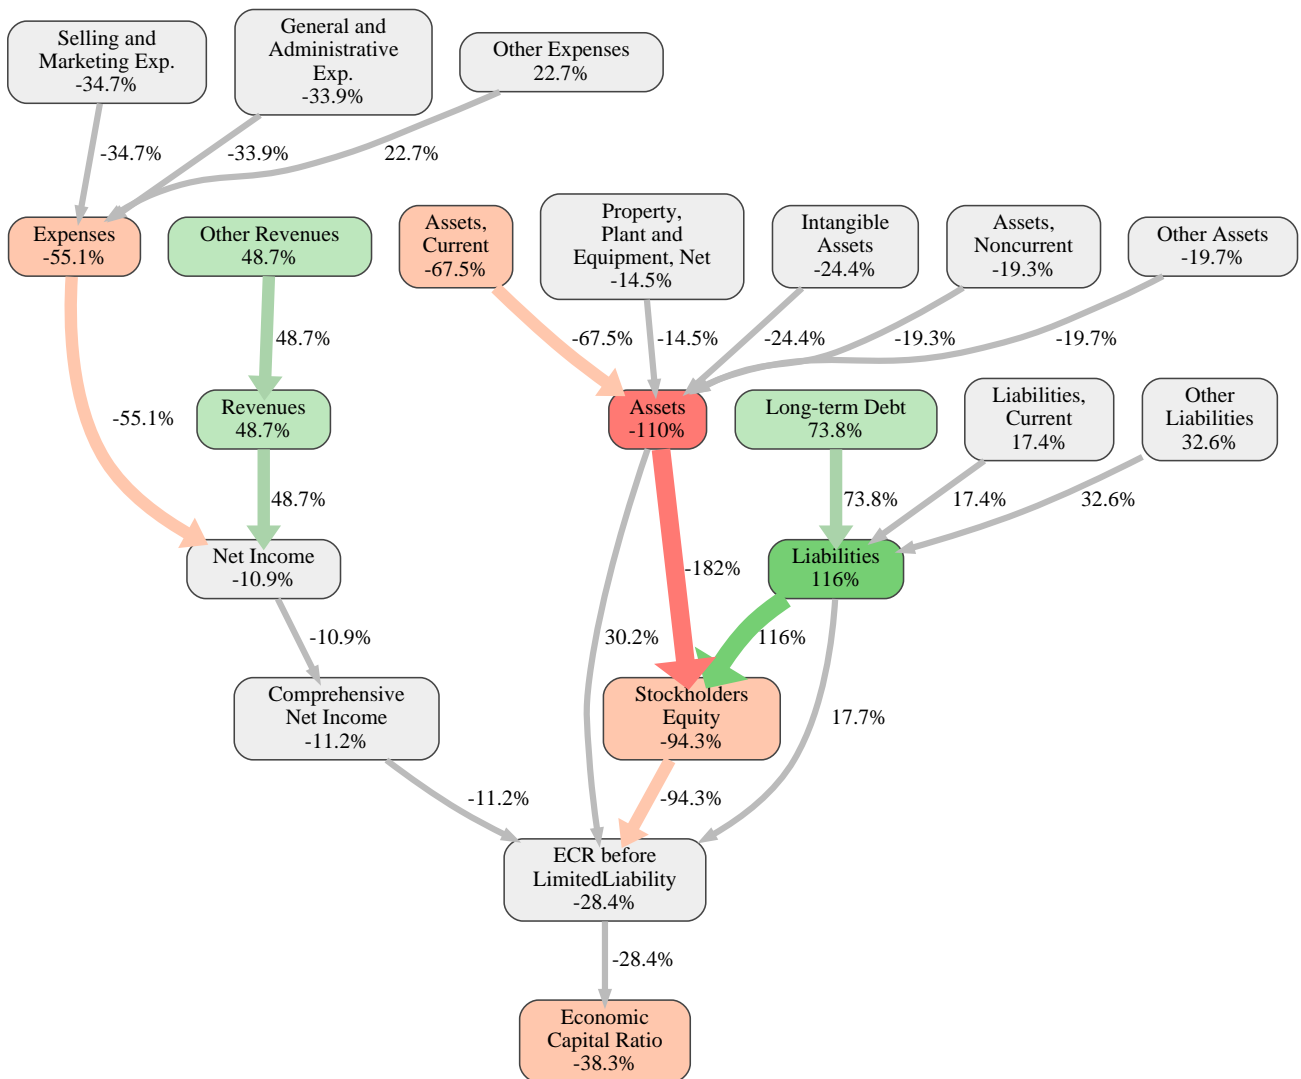 Selling and
Marketing Exp.
-34.7%
General and
Administrative
Exp.
-33.9%
Other Expenses
22.7%
-34.7%
-33.9%
22.7%
Expenses
-55.1%
Other Revenues
48.7%
Assets,
Current
-67.5%
Property,
Plant and
Equipment, Net
-14.5%
Intangible
Assets
-24.4%
Assets,
Noncurrent
-19.3%
Other Assets
-19.7%
48.7%
-67.5%
-14.5%
-24.4%
-19.3%
-19.7%
-55.1%
Revenues
48.7%
Assets
-110%
Long-term Debt
73.8%
Liabilities,
Current
17.4%
Other
Liabilities
32.6%
48.7%
73.8%
17.4%
32.6%
Net Income
-10.9%
-182%
Liabilities
116%
-10.9%
30.2%
116%
Comprehensive
Net Income
-11.2%
Stockholders
Equity
-94.3%
17.7%
-11.2%
-94.3%
ECR before
LimitedLiability
-28.4%
-28.4%
Economic
Capital Ratio
-38.3%